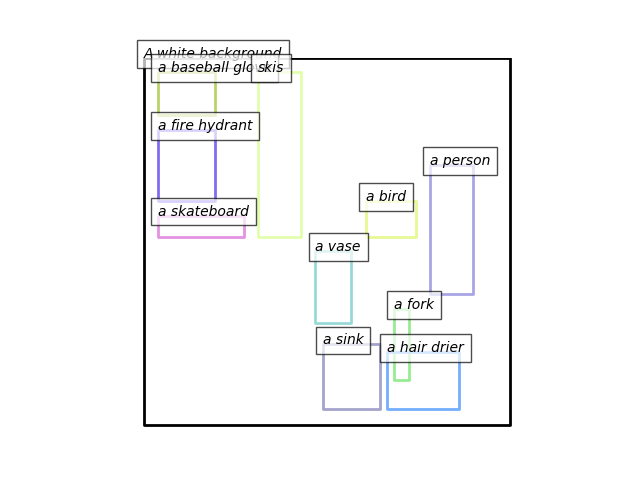 A white background
a baseball glove
skis
a fire hydrant
a person
a bird
a skateboard
a vase
a fork
a sink
a hair drier